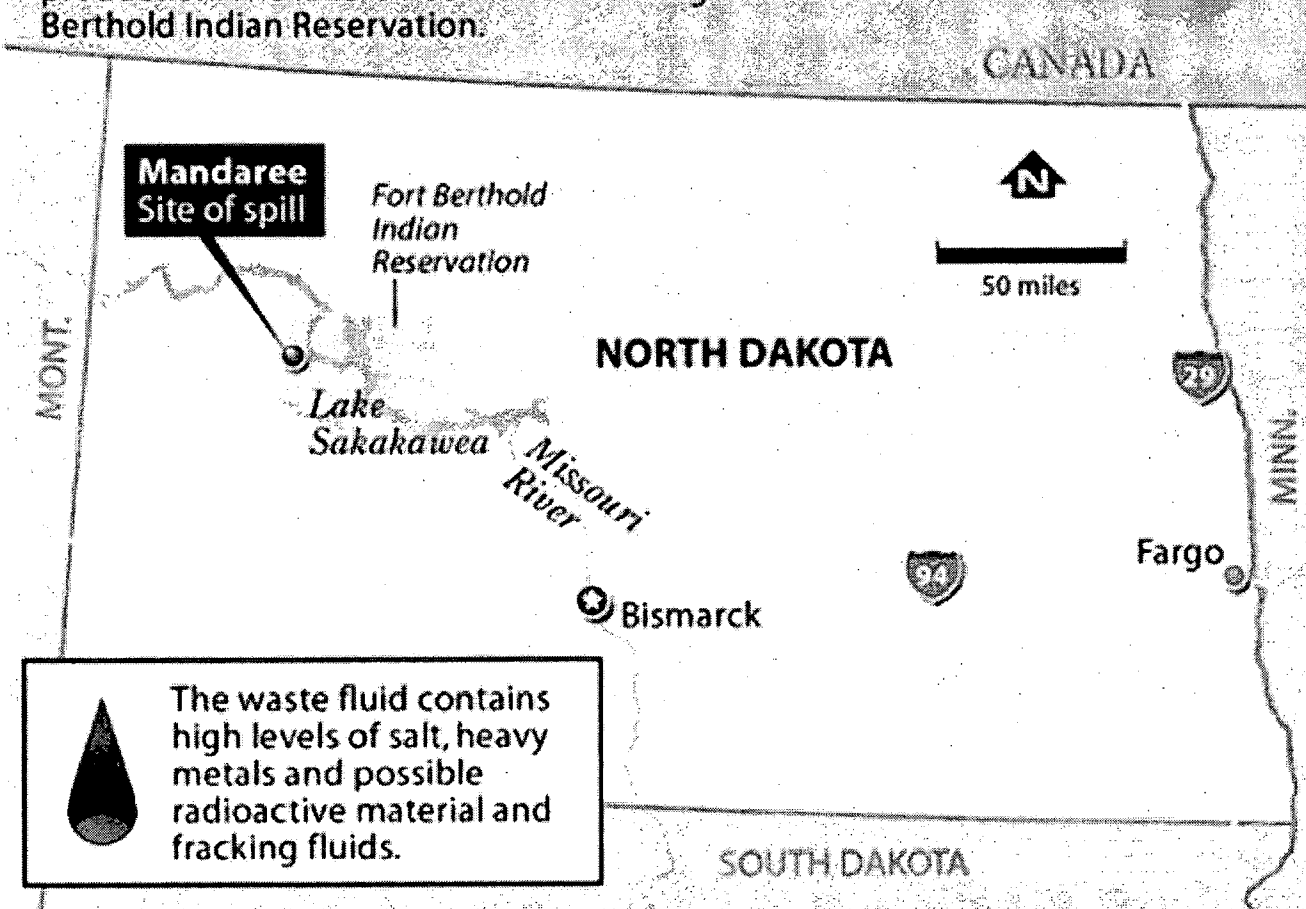 Berthold Indian Reservation.
CANADA
Mandaree
Site of spill
Fort Berthold
Indian
Reservation
N
50 miles
MONT.
NORTH DAKOTA
29
Lake
Sakakawea
Missouri
River
MINN.
94
Fargo
Bismarck
The waste fluid contains
high levels of salt, heavy
metals and possible
radioactive material and
fracking fluids.
SOUTH DAKOTA